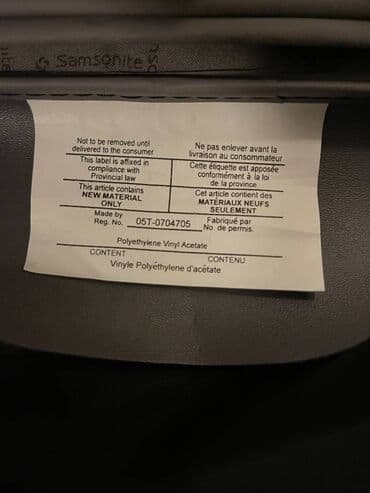 Samsonite
Not to be removed until
delivered to the consumer
Ne pas enlever avant la
livraison au consommateur
This label is affixed in
compliance with
Provincial law
Cette étiquette est apposée
conformément à la loi
de la province
This article contains
NEW MATERIAL
ONLY
Cet article contient des
MATÉRIAUX NEUFS
SEULEMENT
Made by
Reg. No.
05T-0704705
Fabriqué par
No. de permis.
Polyethylene Vinyl Acetate
CONTENT
CONTENU
Vinyle Polyéthylene d'acétate